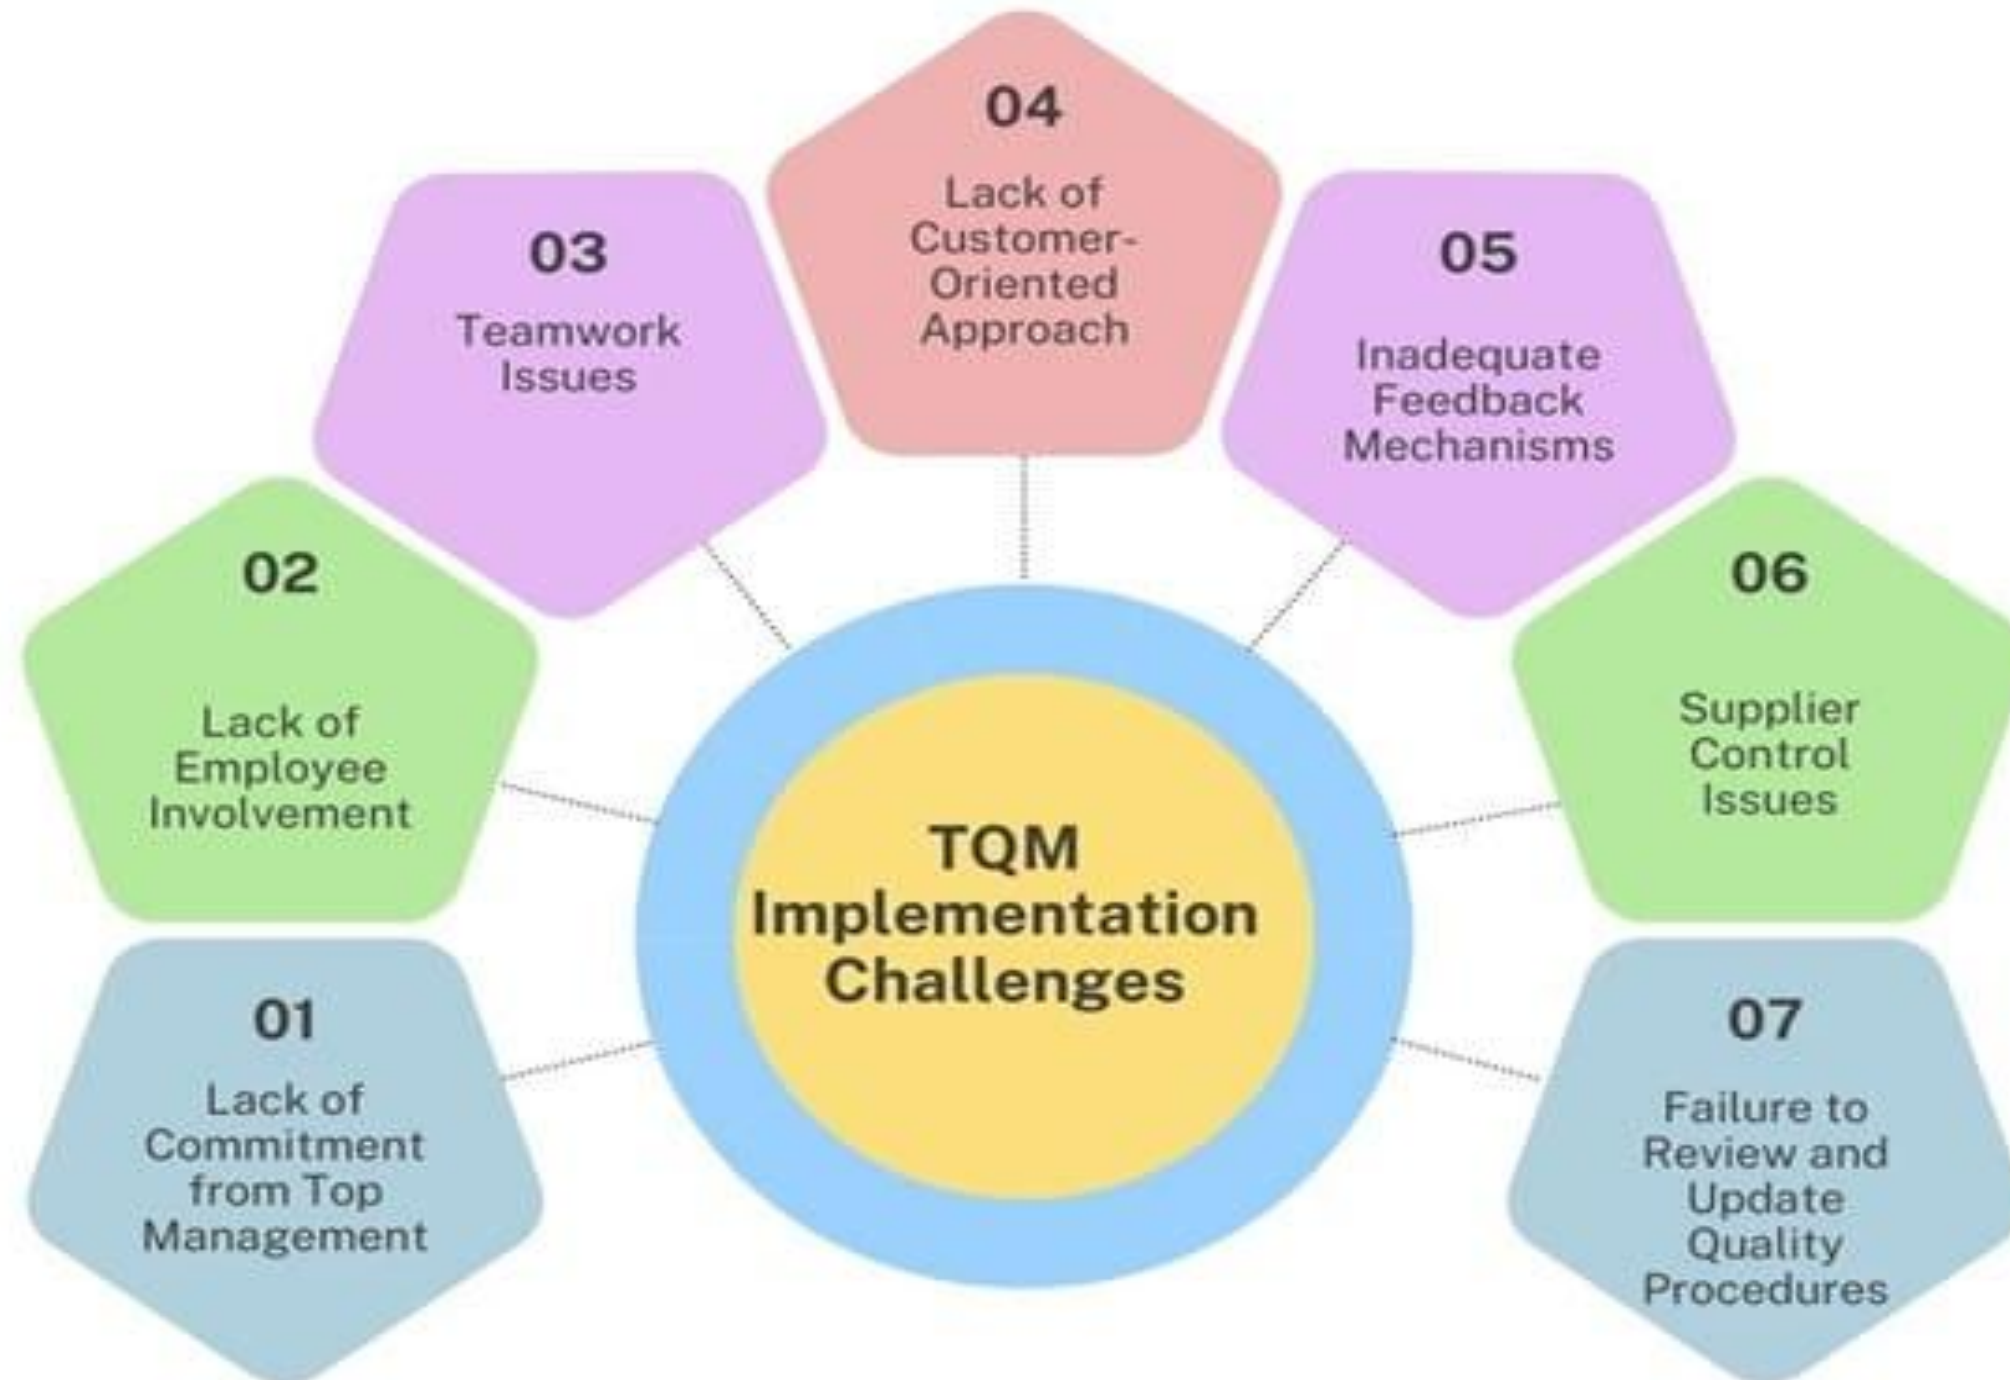 04
Lack of
Customer-
Oriented
Approach
03
Teamwork
Issues
05
Inadequate
Feedback
Mechanisms
02
Lack of
Employee
Involvement
06
Supplier
Control
Issues
TQM
Implementation
Challenges
01
Lack of
Commitment
from Top
Management
07
Failure to
Review and
Update
Quality
Procedures